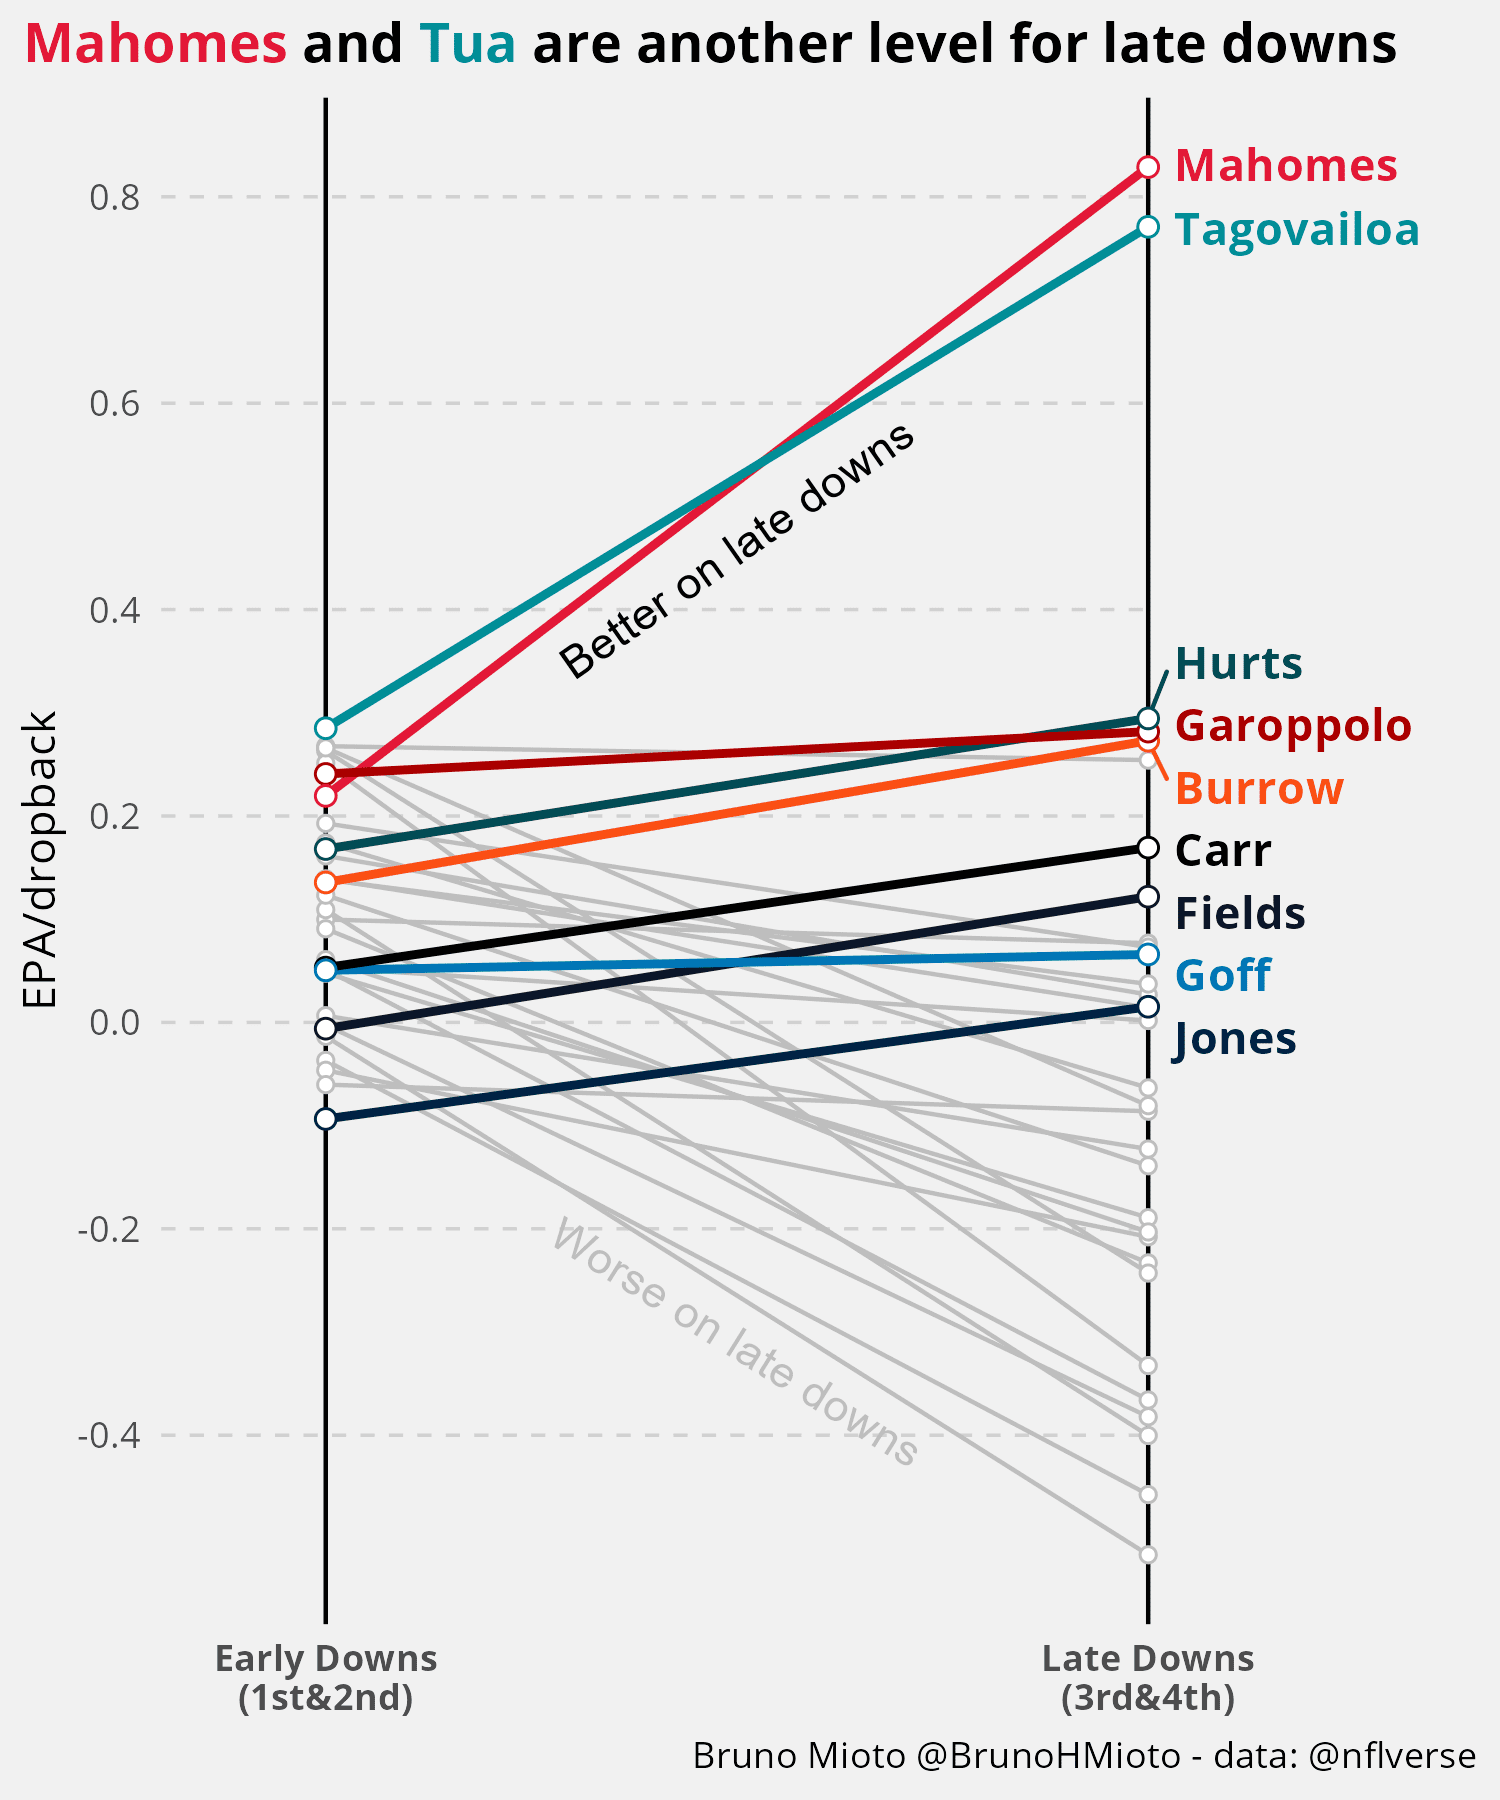 Mahomes and Tua are another level for late downs
Mahomes
0.8
Tagovailoa
0.6
Better on late downs
0.4
Hurts
Garoppolo
Burrow
0.2
Carr
EPA/dropback
Fields
Goff
0.0
Jones
-0.2
Worse on late downs
-0.4
Early Downs
(1st&2nd)
Late Downs
(3rd&4th)
Bruno Mioto @BrunoHMioto - data: @nflverse